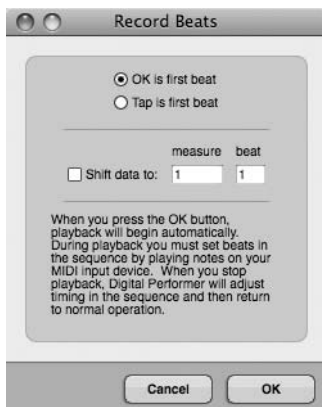 Record Beats
OK is first beat
Tap is first beat
measure beat
Shift data to: 1 1
When you press the OK button,
playback will begin automatically.
During playback you must set beats in
the sequence by playing notes on your
MIDI input device. When you stop
playback, Digital Performer will adjust
timing in the sequence and then return
to normal operation.
Cancel OK